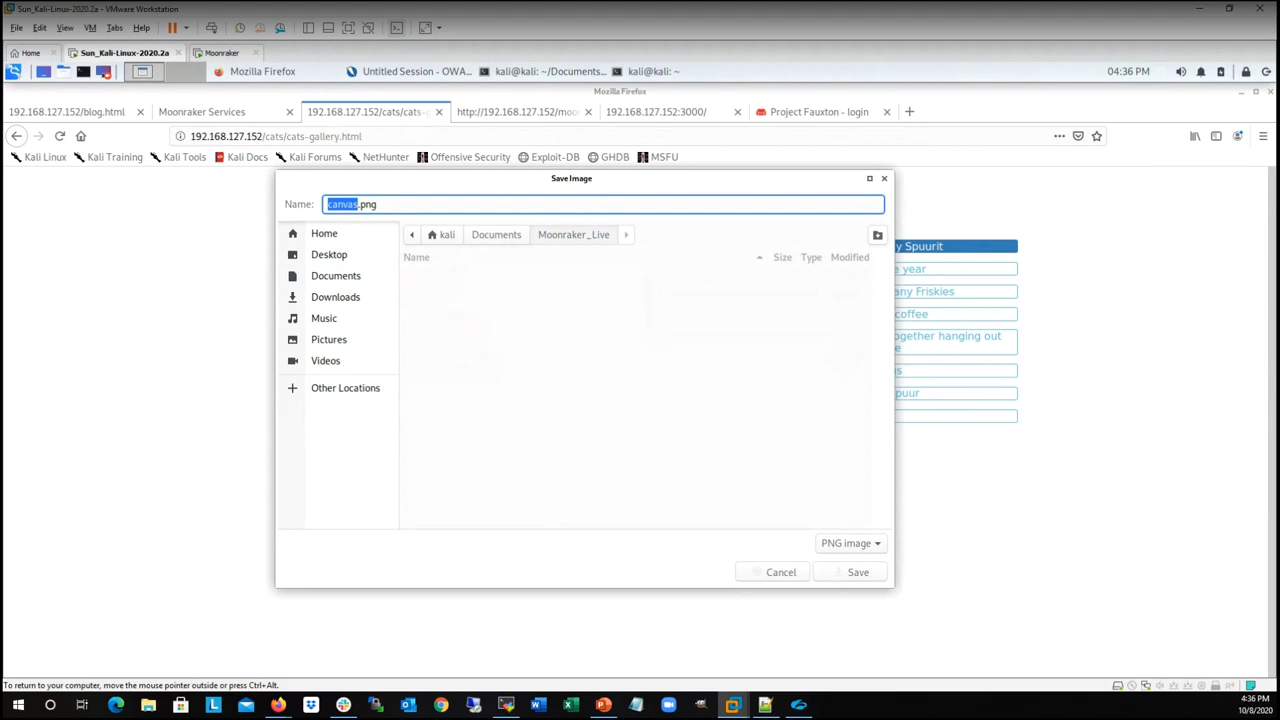 Sun_Kali-Linux-2020.2a - VMware Workstation
File Edit View VM Tabs Help
Home Sun_Kali-Linux-2020.2a Moonraker
Mozilla Firefox Untitled Session - OWA... kali@kali: ~/Documents... kali@kali: ~ 04:36 PM
Mozilla Firefox
192.168.127.152/blog.html Moonraker Services 192.168.127.152/cats/cats-g http://192.168.127.152/moo 192.168.127.152:3000/ Project Fauxton - login
192.168.127.152/cats/cats-gallery.html
Kali Linux Kali Training Kali Tools Kali Docs Kali Forums NetHunter Offensive Security Exploit-DB GHDB MSFU
Save Image
Name: canvas.png
Home
Desktop
Documents
Downloads
Music
Pictures
Videos
Other Locations
kali Documents Moonraker_Live
Name Size Type Modified
y Spuurit
e year
any Friskies
coffee
ogether hanging out
e
s
puur
PNG image
Cancel Save
To return to your computer, move the mouse pointer outside or press Ctrl+Alt.
4:36 PM
10/8/2020